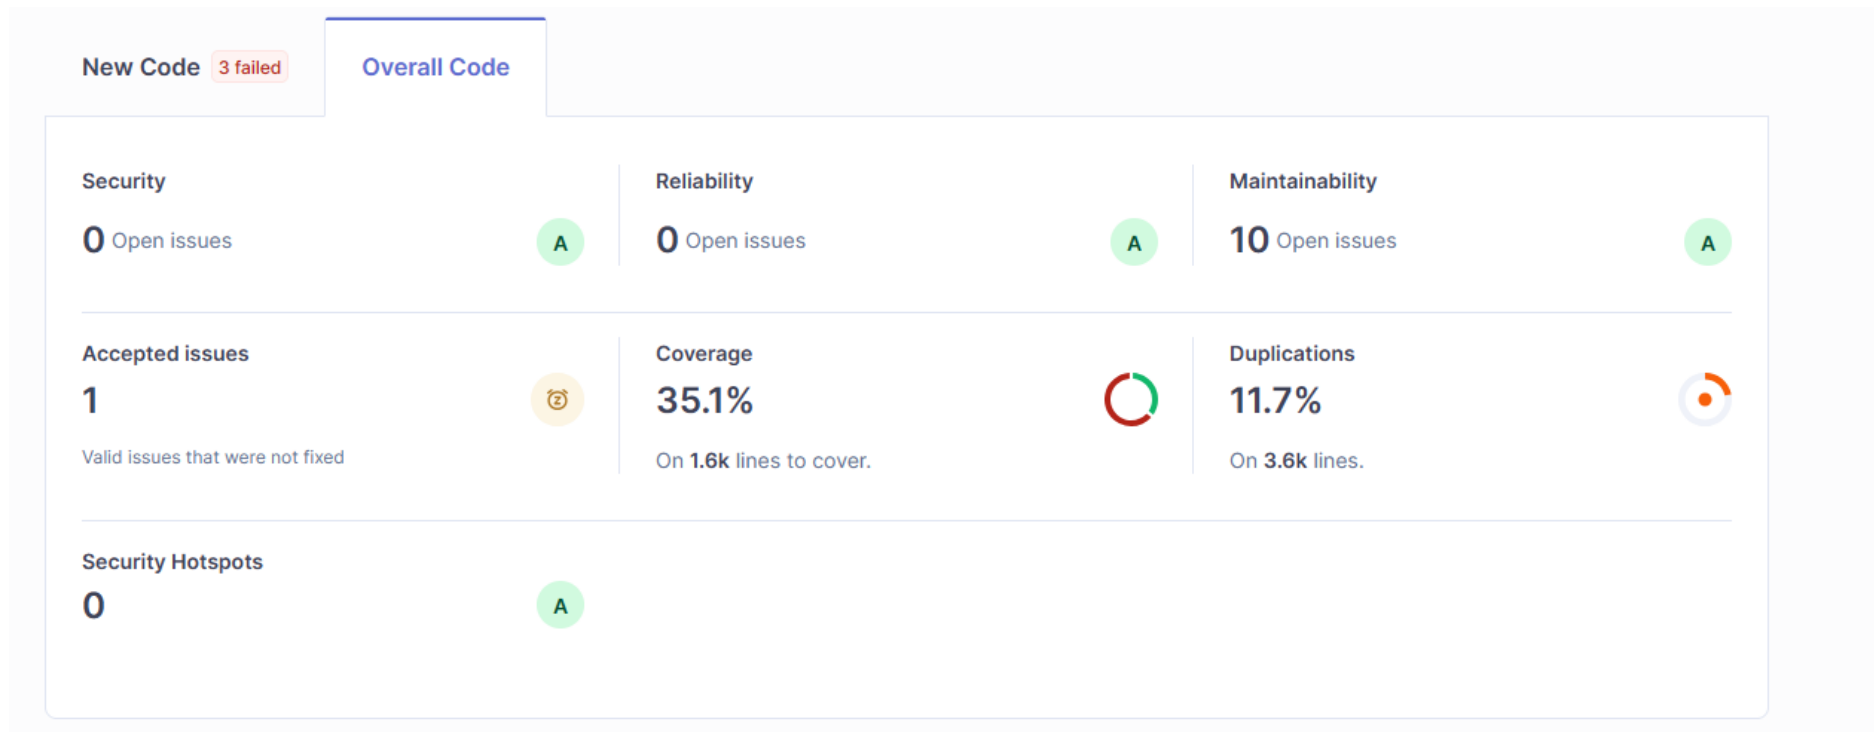 New Code 3 failed
Overall Code
Security
0 Open issues
A
Reliability
0 Open issues
A
Maintainability
10 Open issues
A
Accepted issues
1
Valid issues that were not fixed
Coverage
35.1%
On 1.6k lines to cover.
Duplications
11.7%
On 3.6k lines.
Security Hotspots
0
A